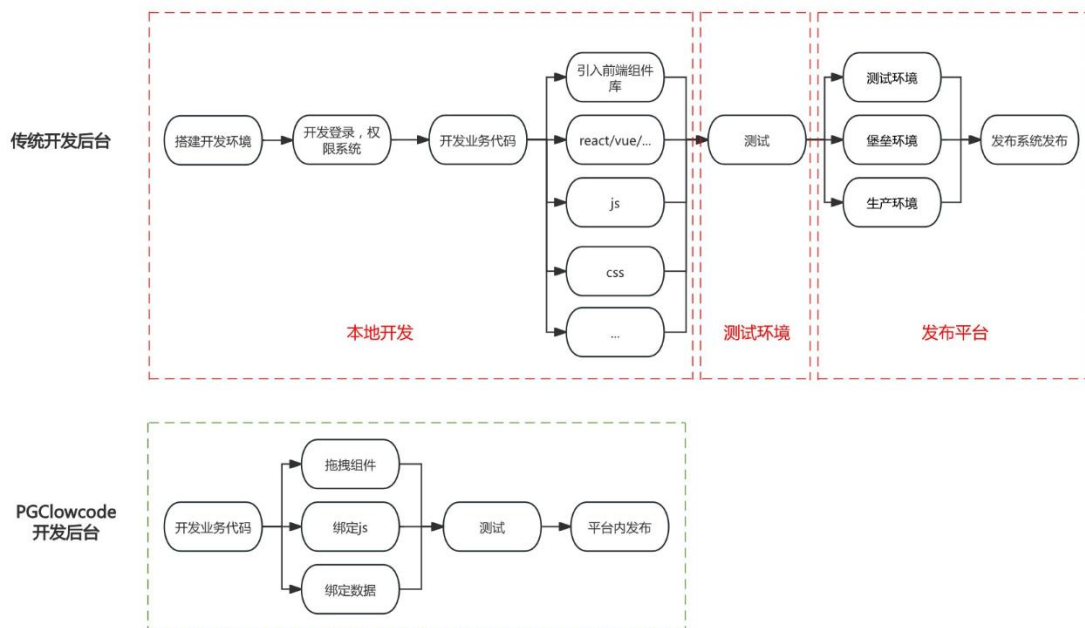 传统开发后台
搭建开发环境
开发登录，权
限系统
开发业务代码
引入前端组件
库
react/vue/...
js
css
...
本地开发
测试
测试环境
测试环境
堡垒环境
生产环境
发布系统发布
发布平台
PGClowcode
开发后台
开发业务代码
拖拽组件
绑定js
绑定数据
测试
平台内发布